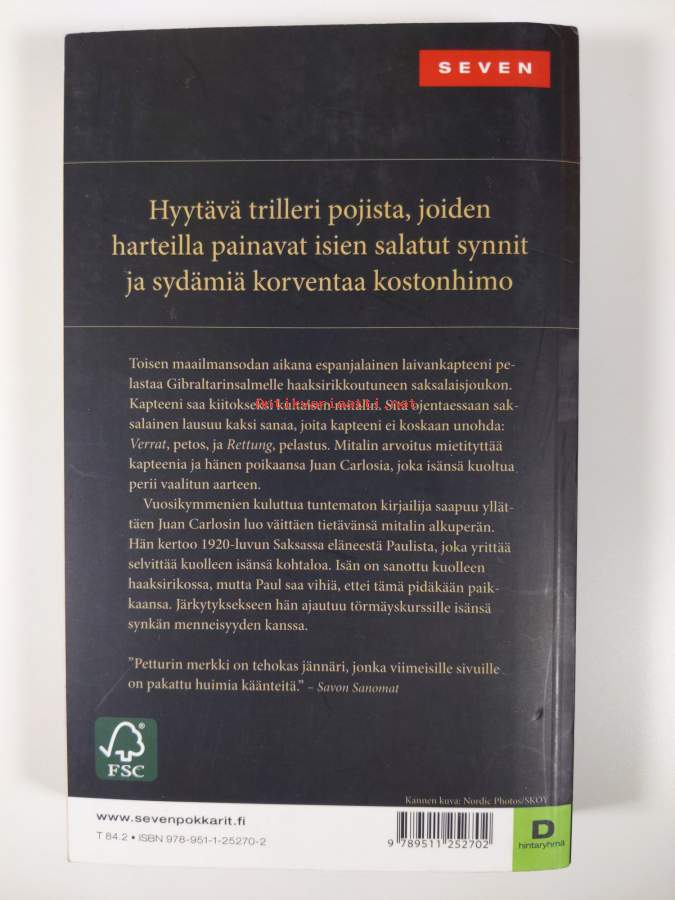 SEVEN
Hyytävä trilleri pojista, joiden
harteilla painavat isien salatut synnit
ja sydämiä korventaa kostonhimo
Toisen maailmansodan aikana espanjalainen laivankapteeni pe-
lastaa Gibraltarinsalmelle haaksirikkoutuneen saksalaisjoukon.
Kapteeni saa kiitokseksi kultaisen mitalin. Sitä ojentaessaan sak-
antikvariaatti.net
salainen lausuu kaksi sanaa, joita kapteeni ei koskaan unohda:
Verrat, petos, ja Rettung, pelastus. Mitalin arvoitus mietityttää
kapteenia ja hänen poikaansa Juan Carlosia, joka isänsä kuoltua
perii vaalitun aarteen.
Vuosikymmenien kuluttua tuntematon kirjailija saapuu yllät-
täen Juan Carlosin luo väittäen tietävänsä mitalin alkuperän.
Hän kertoo 1920-luvun Saksassa eläneestä Paulista, joka yrittää
selvittää kuolleen isänsä kohtaloa. Isän on sanottu kuolleen
haaksirikossa, mutta Paul saa vihiä, ettei tämä pidäkään paik-
kaansa. Järkytyksekseen hän ajautuu törmäyskurssille isänsä
synkän menneisyyden kanssa.
”Petturin merkki on tehokas jännäri, jonka viimeisille sivuille
on pakattu huimia käänteitä.” – Savon Sanomat
FSC
Kannen kuva: Nordic Photos/SKOY
www.sevenpokkarit.fi
T 84.2 • ISBN 978-951-1-25270-2
9 789511 252702
D
hintaryhmä